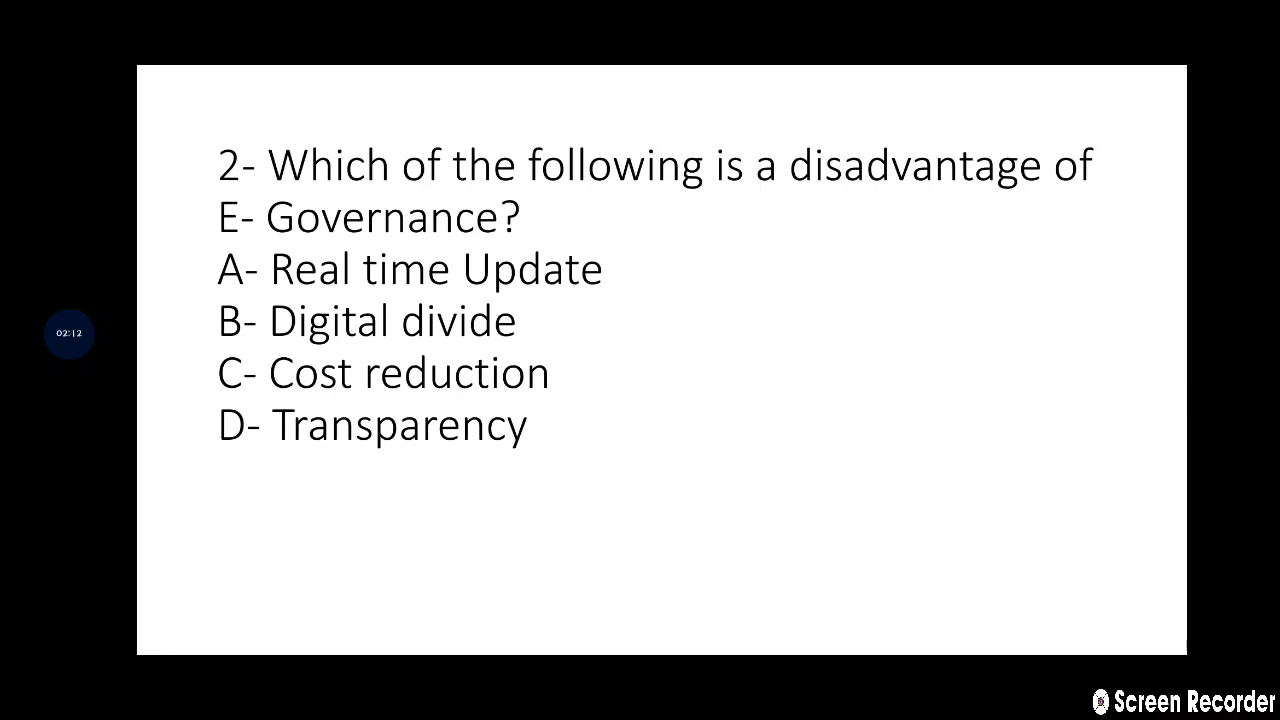 2- Which of the following is a disadvantage of
E- Governance?
A- Real time Update
B- Digital divide
C- Cost reduction
D- Transparency
02:12
Screen Recorder